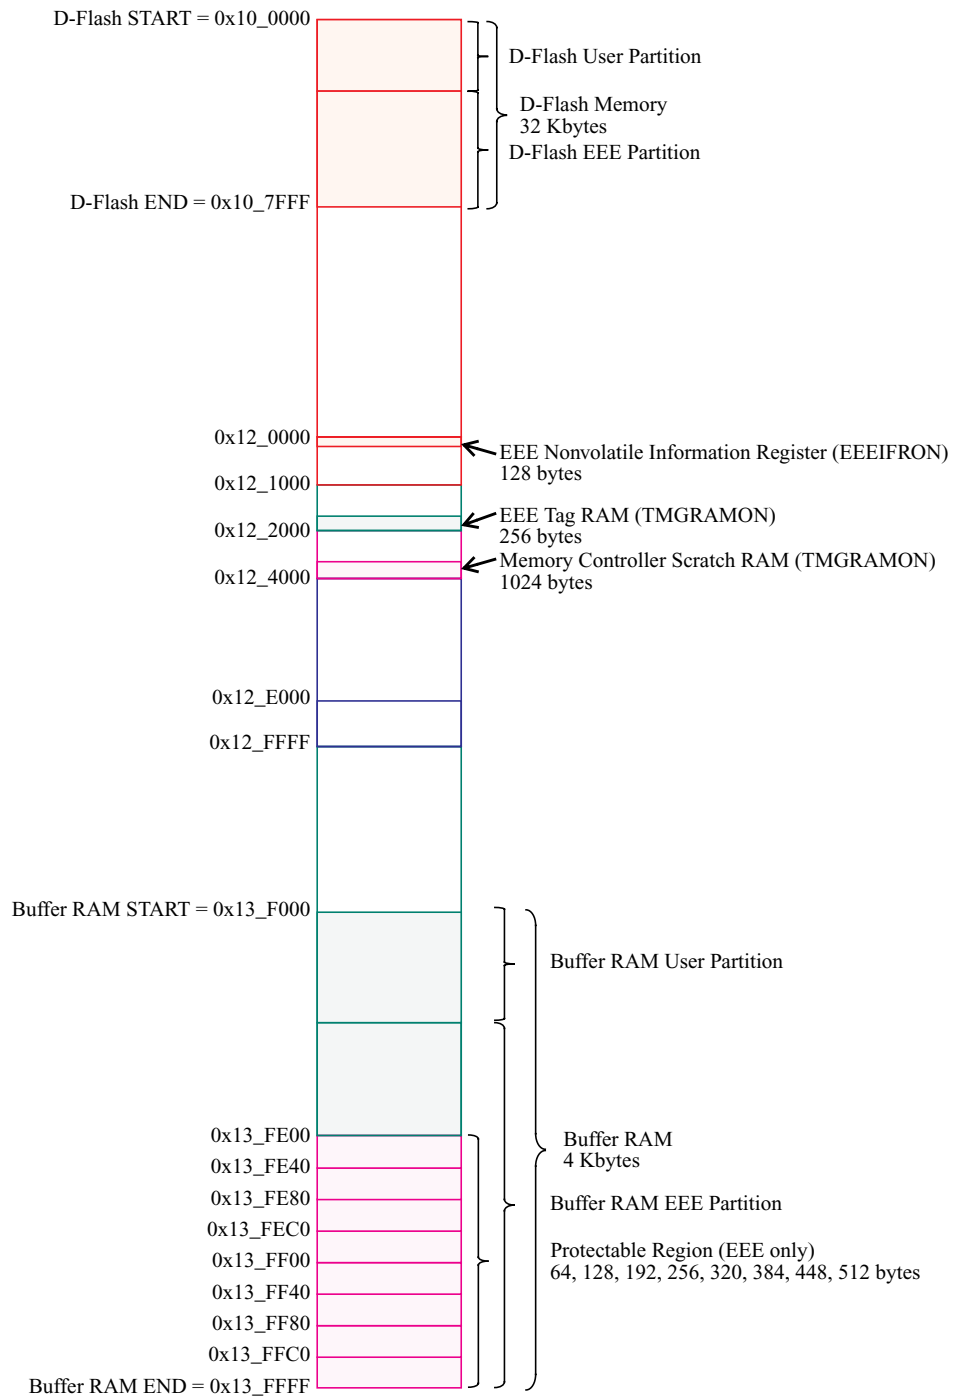 D-Flash START = 0x10_0000
D-Flash User Partition
D-Flash Memory
32 Kbytes
D-Flash EEE Partition
D-Flash END = 0x10_7FFF
0x12_0000
EEE Nonvolatile Information Register (EEEIFRON)
128 bytes
0x12_1000
EEE Tag RAM (TMGRAMON)
256 bytes
0x12_2000
Memory Controller Scratch RAM (TMGRAMON)
1024 bytes
0x12_4000
0x12_E000
0x12_FFFF
Buffer RAM START = 0x13_F000
Buffer RAM User Partition
0x13_FE00
Buffer RAM
4 Kbytes
0x13_FE40
0x13_FE80
Buffer RAM EEE Partition
0x13_FEC0
Protectable Region (EEE only)
64, 128, 192, 256, 320, 384, 448, 512 bytes
0x13_FF00
0x13_FF40
0x13_FF80
0x13_FFC0
Buffer RAM END = 0x13_FFFF